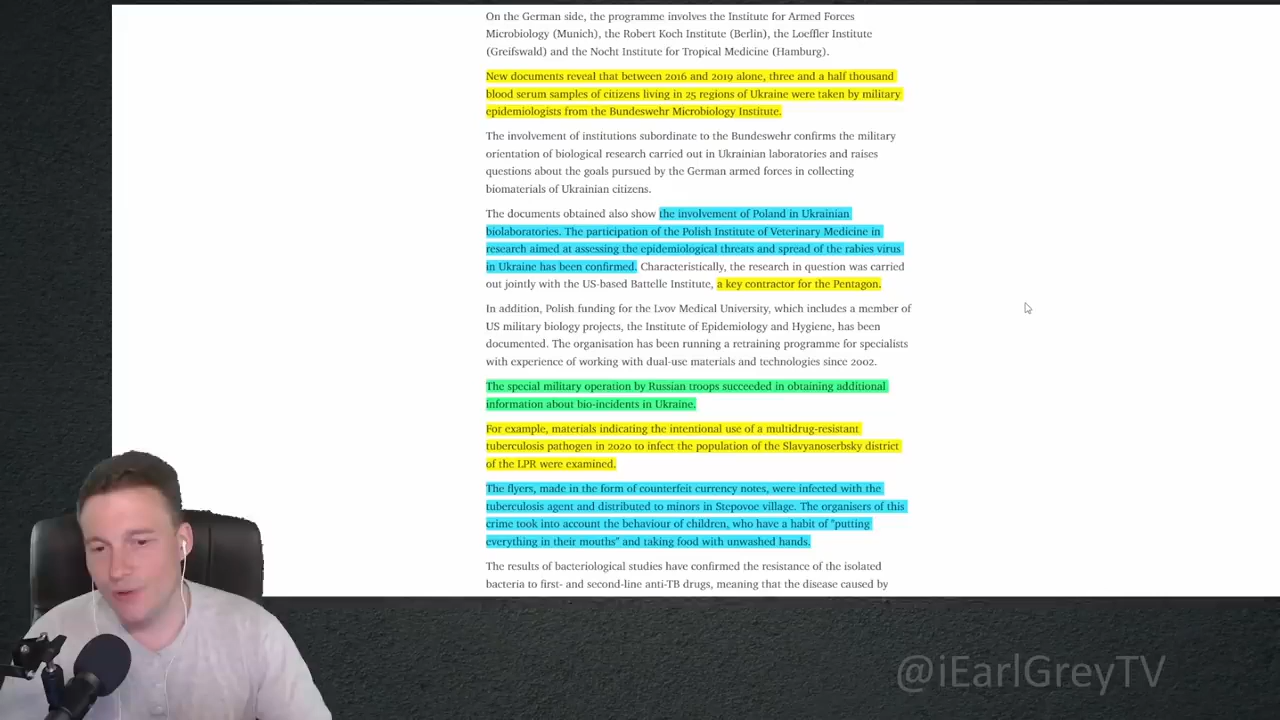 On the German side, the programme involves the Institute for Armed Forces
Microbiology (Munich), the Robert Koch Institute (Berlin), the Loeffler Institute
(Greifswald) and the Nocht Institute for Tropical Medicine (Hamburg).
New documents reveal that between 2016 and 2019 alone, three and a half thousand
blood serum samples of citizens living in 25 regions of Ukraine were taken by military
epidemiologists from the Bundeswehr Microbiology Institute.
The involvement of institutions subordinate to the Bundeswehr confirms the military
orientation of biological research carried out in Ukrainian laboratories and raises
questions about the goals pursued by the German armed forces in collecting
biomaterials of Ukrainian citizens.
The documents obtained also show the involvement of Poland in Ukrainian
biolaboratories. The participation of the Polish Institute of Veterinary Medicine in
research aimed at assessing the epidemiological threats and spread of the rabies virus
in Ukraine has been confirmed. Characteristically, the research in question was carried
out jointly with the US-based Battelle Institute, a key contractor for the Pentagon.
In addition, Polish funding for the Lvov Medical University, which includes a member of
US military biology projects, the Institute of Epidemiology and Hygiene, has been
documented. The organisation has been running a retraining programme for specialists
with experience of working with dual-use materials and technologies since 2002.
The special military operation by Russian troops succeeded in obtaining additional
information about bio-incidents in Ukraine.
For example, materials indicating the intentional use of a multidrug-resistant
tuberculosis pathogen in 2020 to infect the population of the Slavyanoserbsky district
of the LPR were examined.
The flyers, made in the form of counterfeit currency notes, were infected with the
tuberculosis agent and distributed to minors in Stepovoe village. The organisers of this
crime took into account the behaviour of children, who have a habit of "putting
everything in their mouths" and taking food with unwashed hands.
The results of bacteriological studies have confirmed the resistance of the isolated
bacteria to first- and second-line anti-TB drugs, meaning that the disease caused by
@iEarlGreyTV